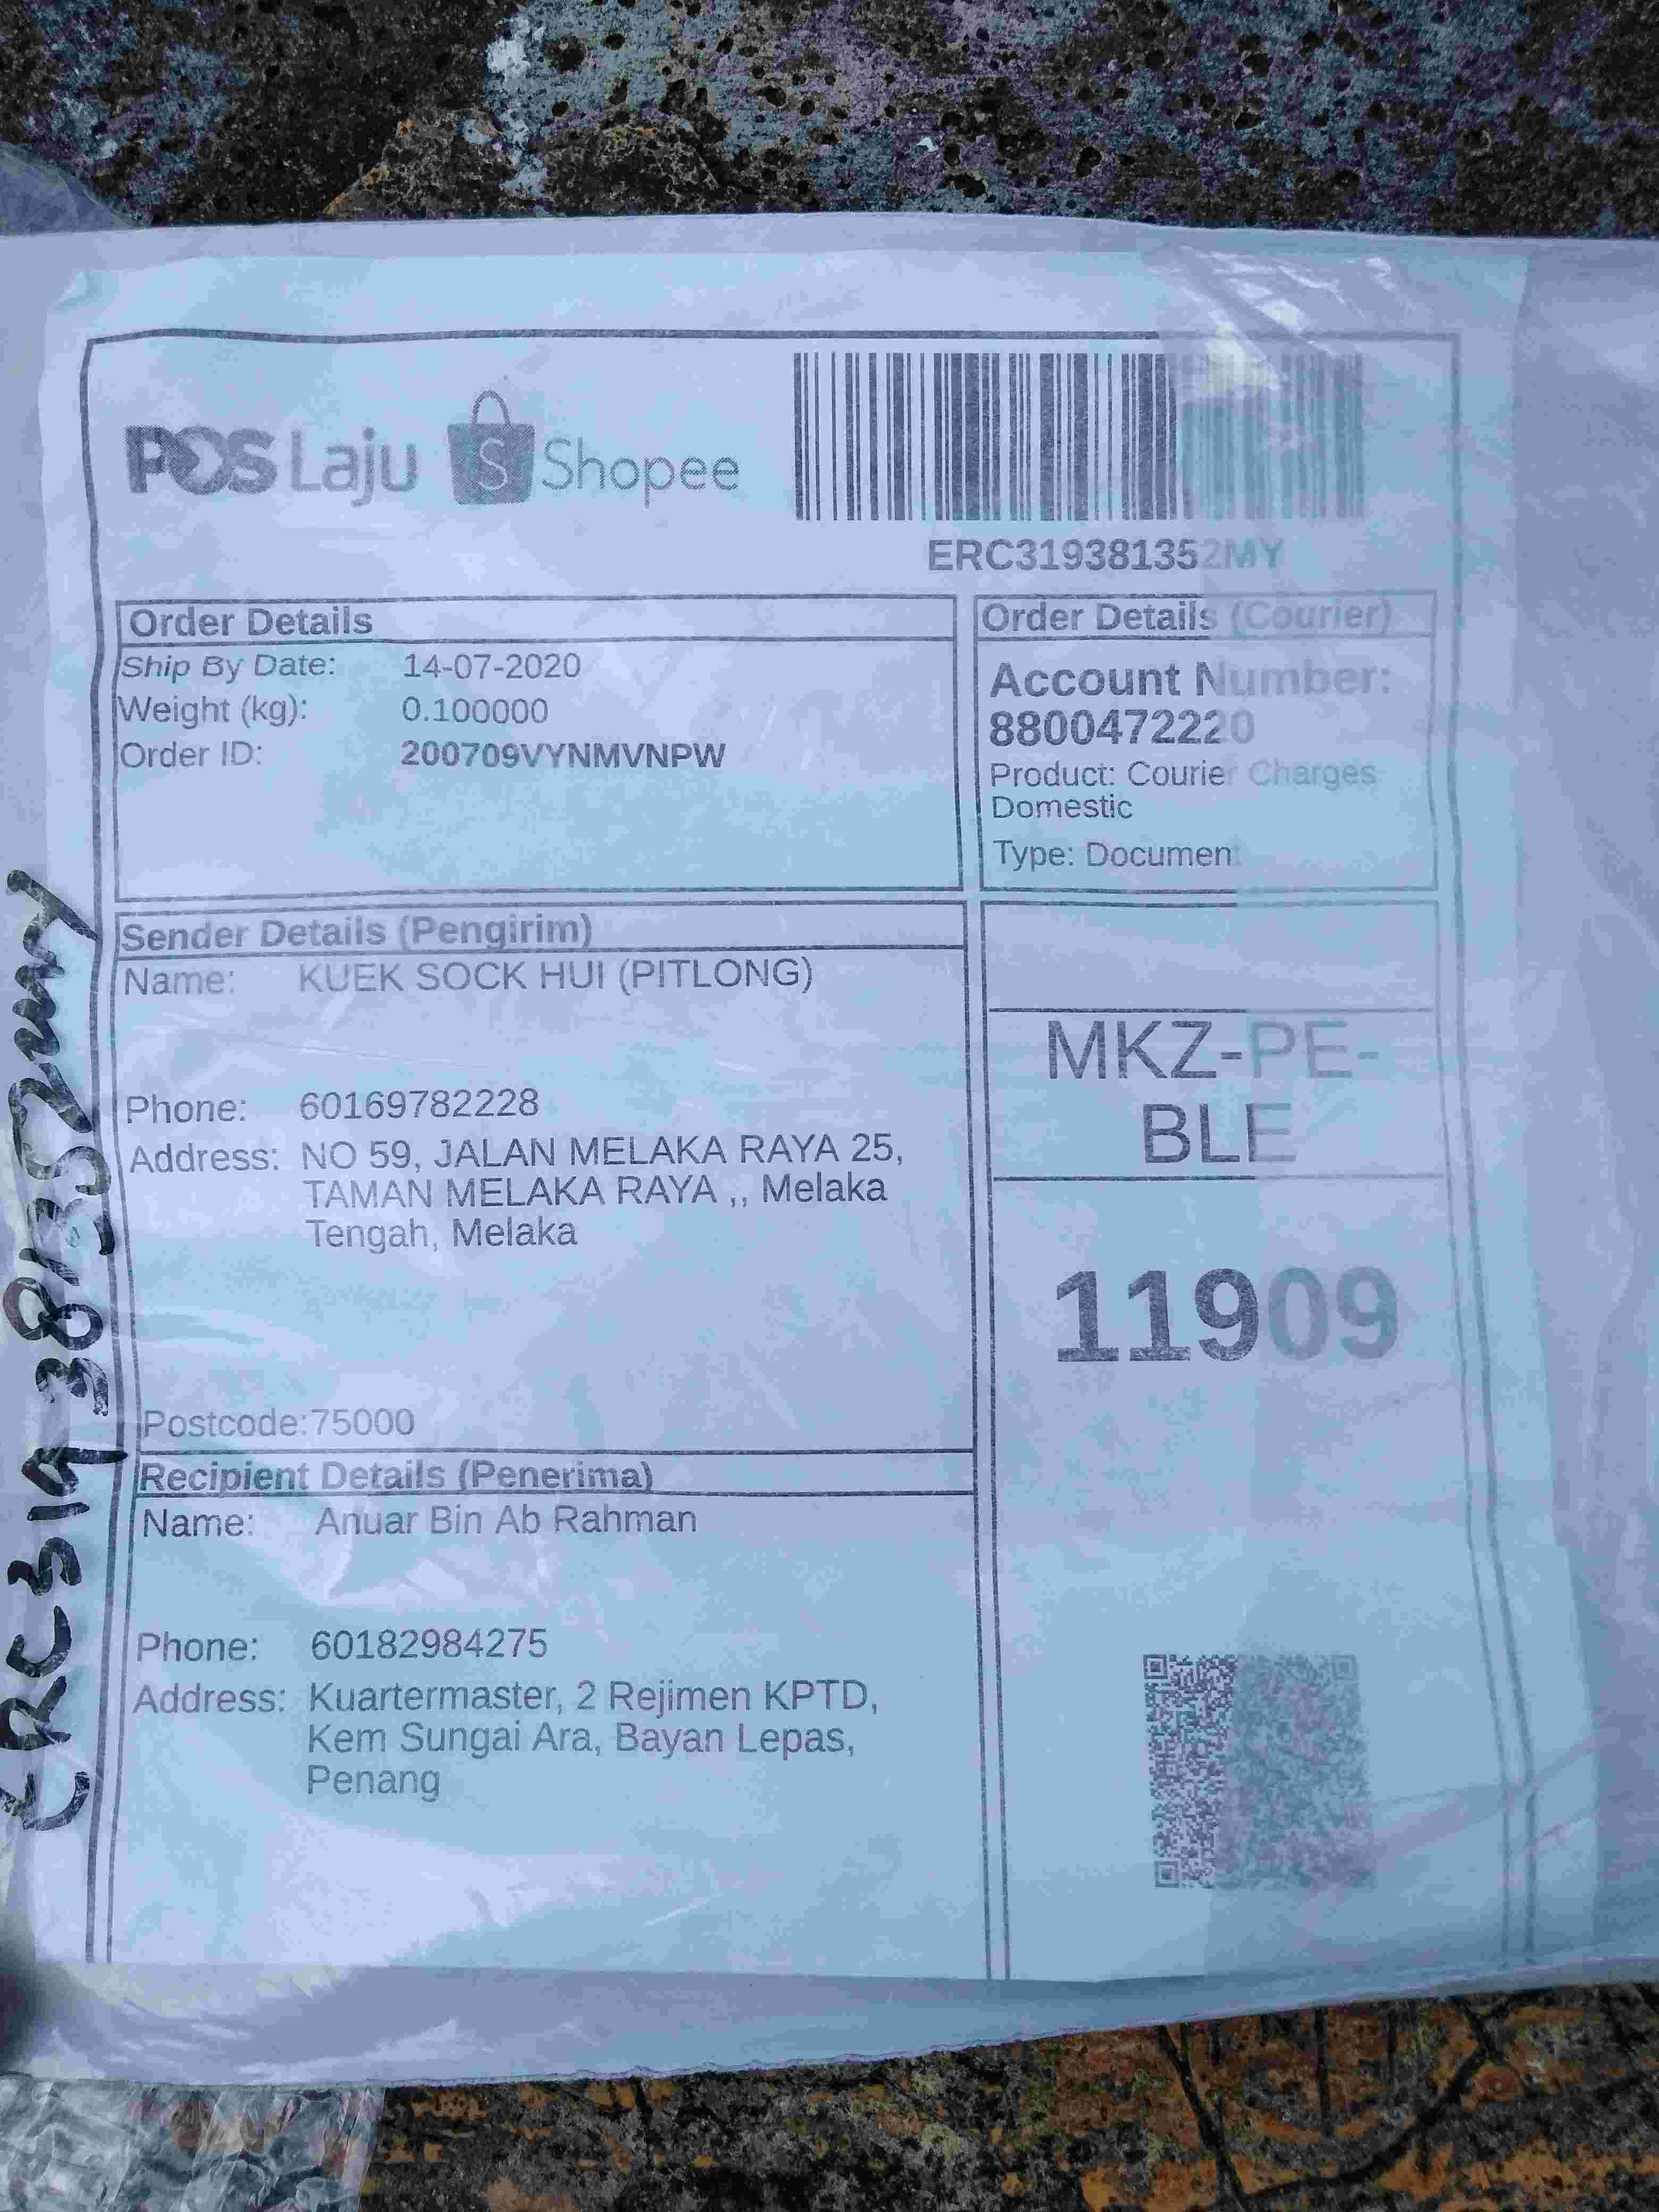 POS Laju Shopee
ERC319381352MY
Order Details
Ship By Date: 14-07-2020
Weight (kg): 0.100000
Order ID: 200709VYNMVNPW
Order Details (Courier)
Account Number:
8800472220
Product: Courier Charges
Domestic
Type: Document
Sender Details (Pengirim)
Name: KUEK SOCK HUI (PITLONG)
Phone: 60169782228
Address: NO 59, JALAN MELAKA RAYA 25,
TAMAN MELAKA RAYA ,, Melaka
Tengah, Melaka
Postcode: 75000
MKZ-PE-
BLE
11909
Recipient Details (Penerima)
Name: Anuar Bin Ab Rahman
Phone: 60182984275
Address: Kuartermaster, 2 Rejimen KPTD,
Kem Sungai Ara, Bayan Lepas,
Penang
ERC319381352my